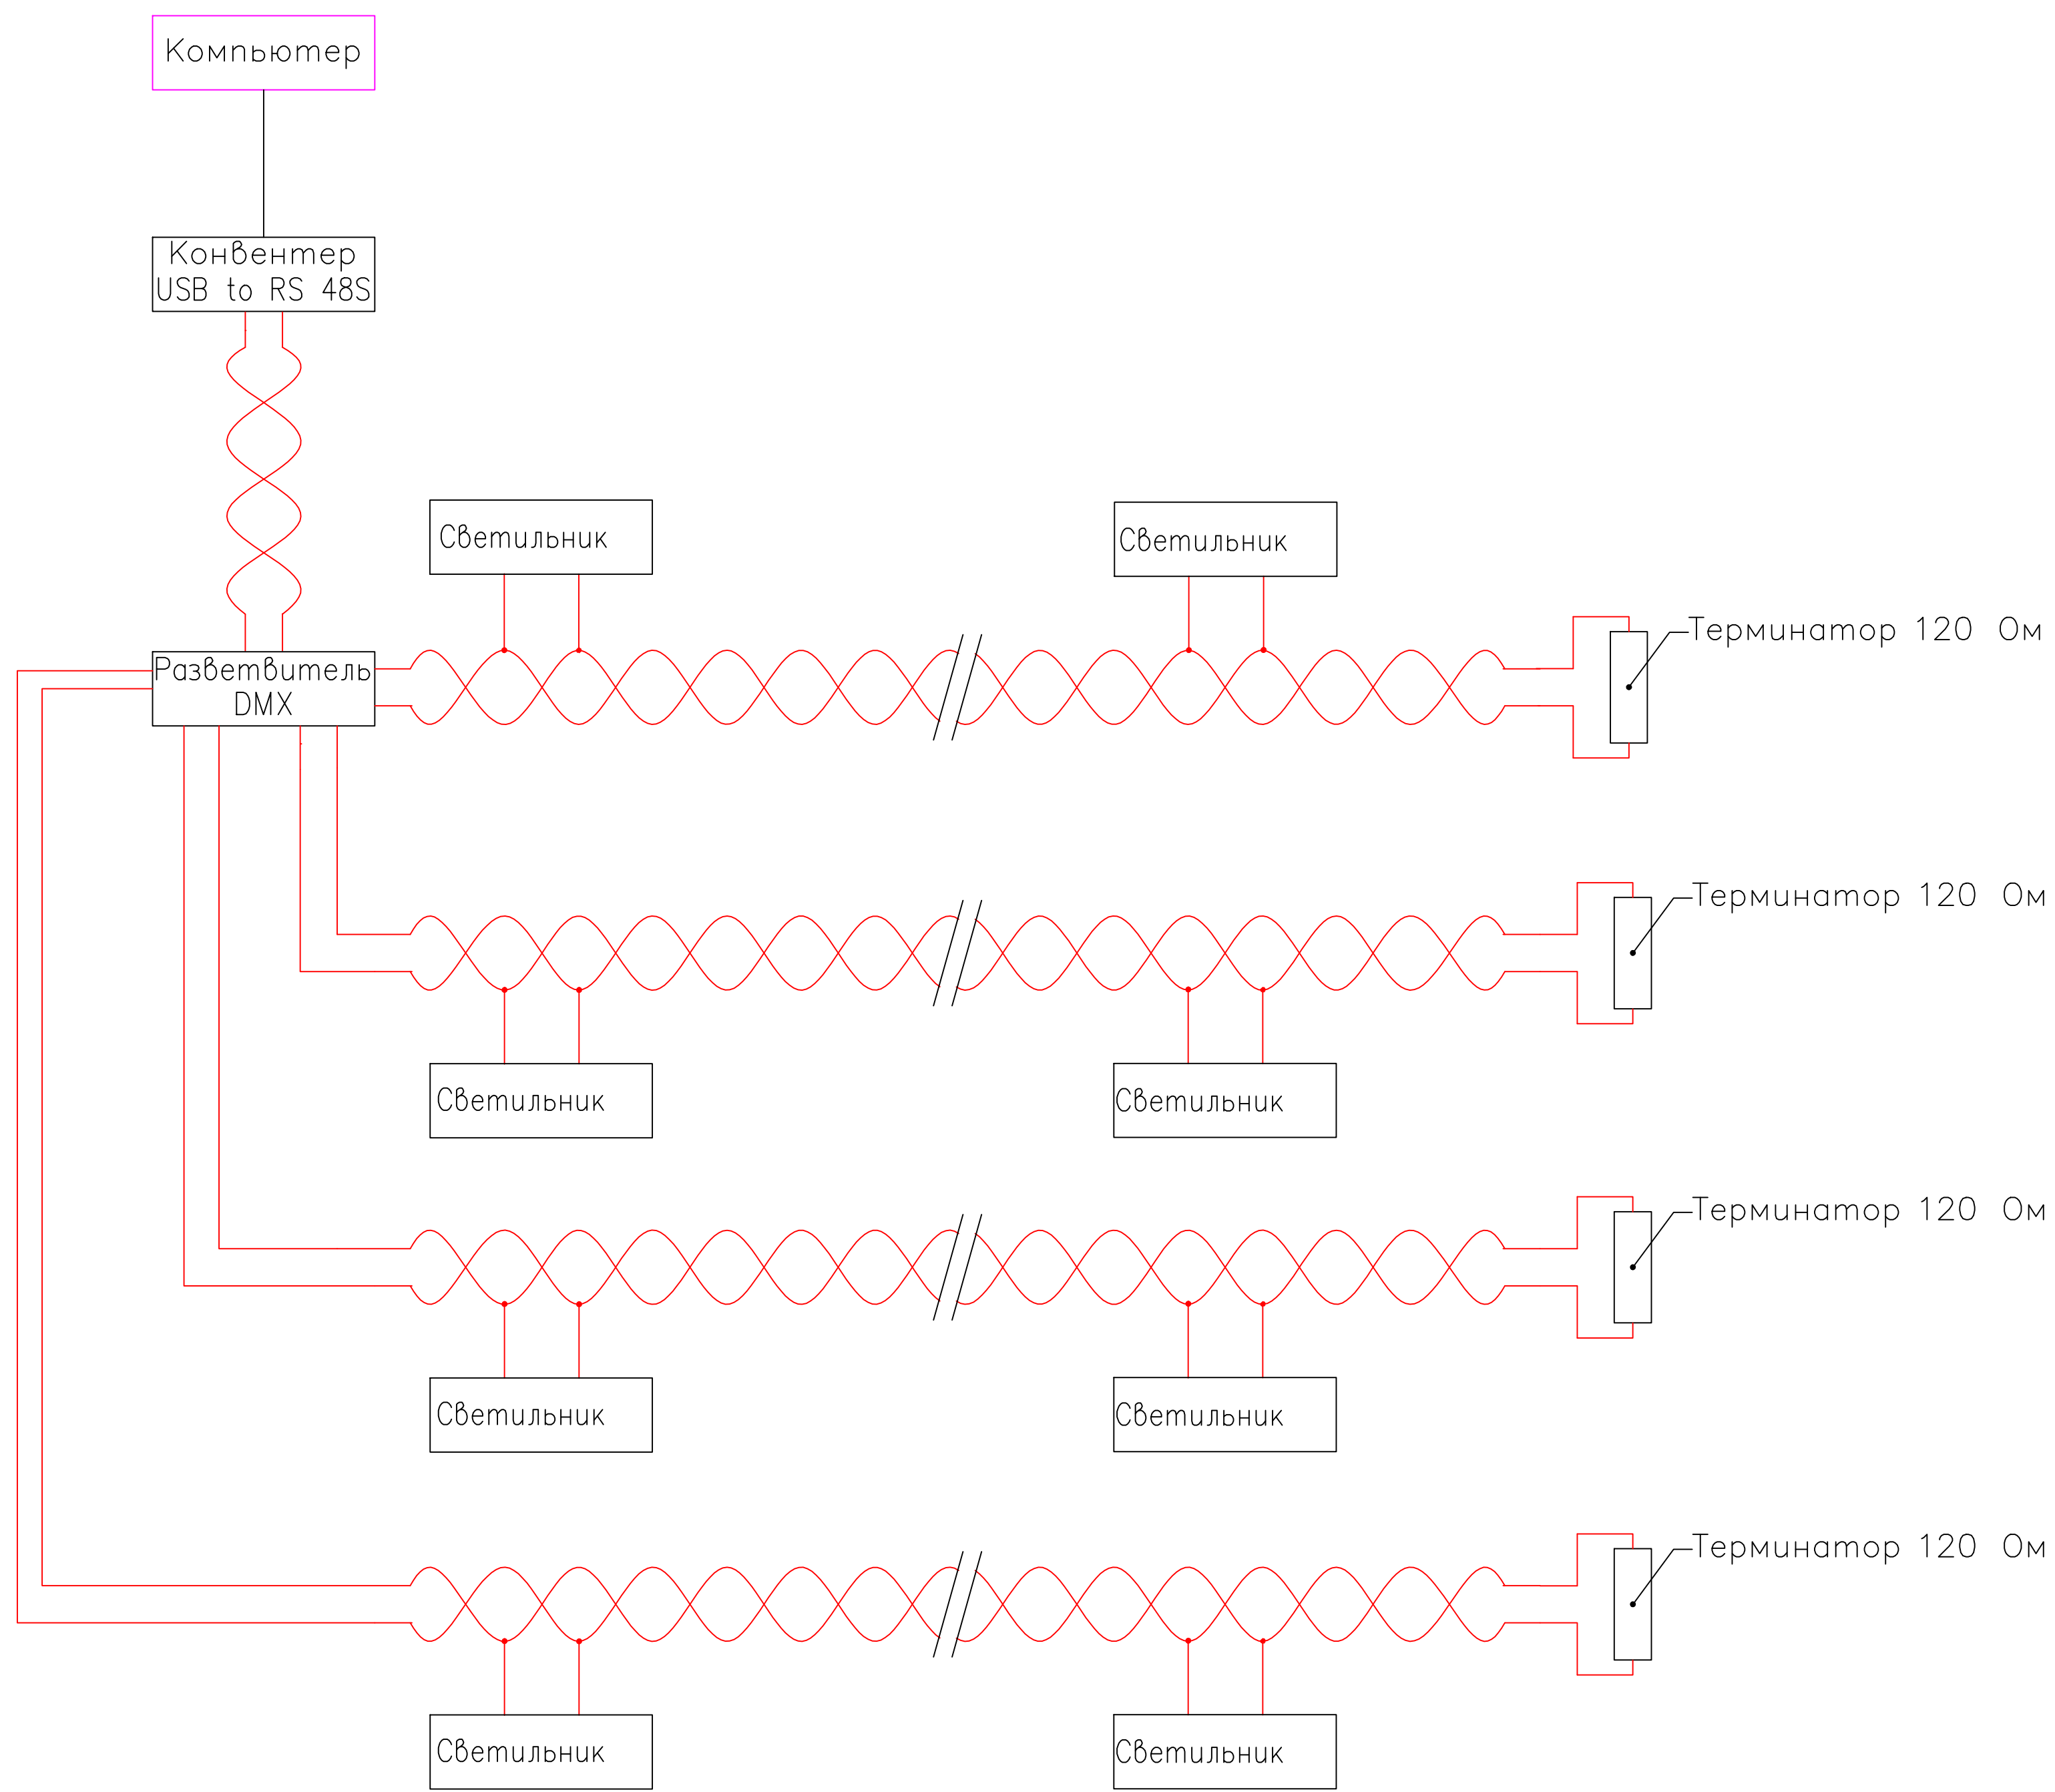 Компьютер
Конвентер
USB to RS 48S
Светильник
Светильник
Терминатор 120 Ом
Разветвитель
DMX
Терминатор 120 Ом
Светильник
Светильник
Терминатор 120 Ом
Светильник
Светильник
Терминатор 120 Ом
Светильник
Светильник